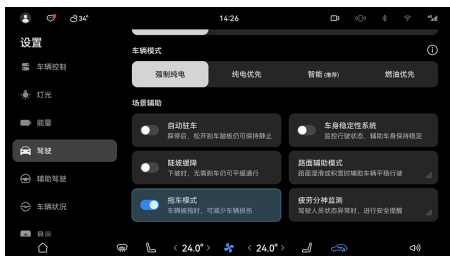 34°
14:26
设置
车辆控制
灯光
能量
驾驶
辅助驾驶
车辆状况
车辆模式
强制纯电
纯电优先
智能 (推荐)
燃油优先
场景辅助
自动驻车
踩停后，松开刹车踏板仍可保持静止
车身稳定性系统
监控行驶状态，辅助车身保持稳定
陡坡缓降
下坡时，无需刹车仍可平缓通行
路面辅助模式
路面湿滑或积雪时辅助车辆平稳行驶
拖车模式
车辆被拖时，可减少车辆损伤
疲劳分神监测
驾驶人员状态异常时，进行安全提醒
< 24.0° >
< 24.0° >